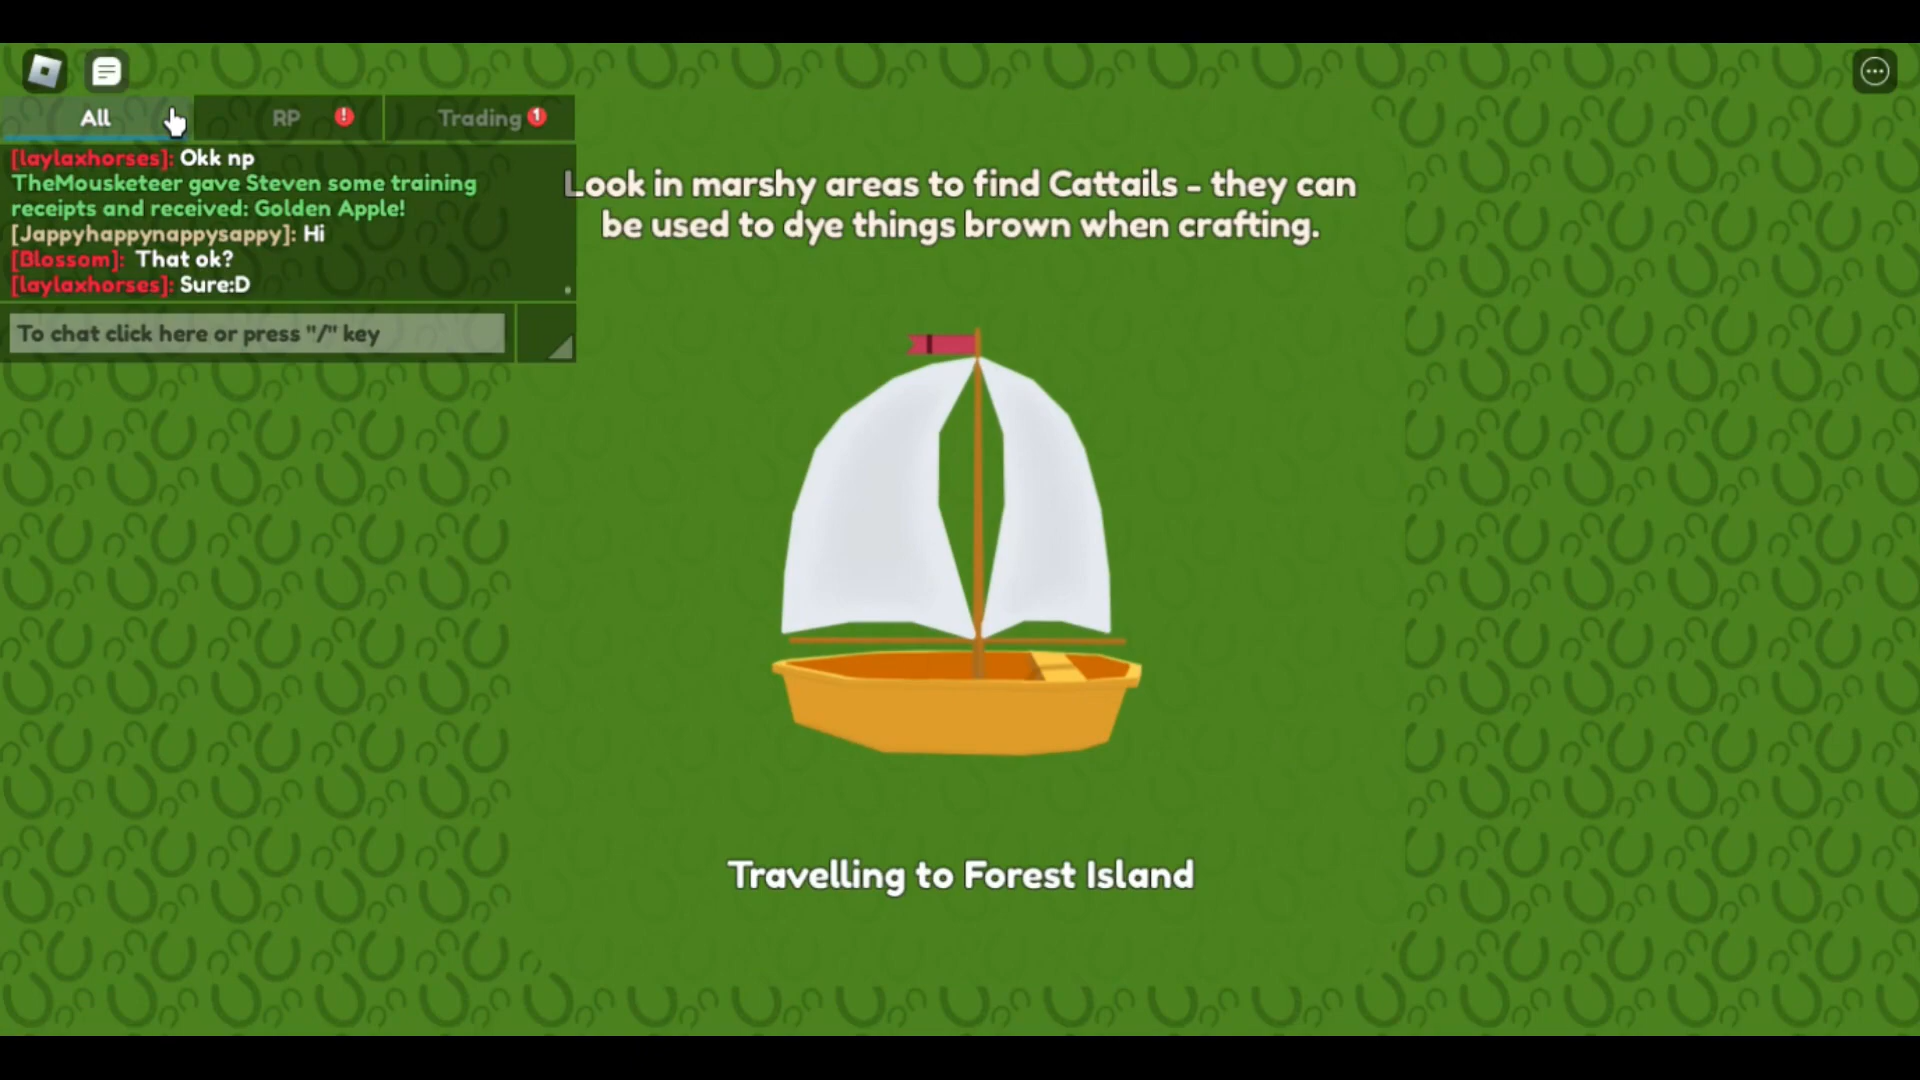 All
RP !
Trading 1
[laylaxhorses]: Okk np
TheMousketeer gave Steven some training
receipts and received: Golden Apple!
[Jappyhappynappysappy]: Hi
[Blossom]: That ok?
[laylaxhorses]: Sure:D
To chat click here or press "/" key
Look in marshy areas to find Cattails - they can
be used to dye things brown when crafting.
Travelling to Forest Island